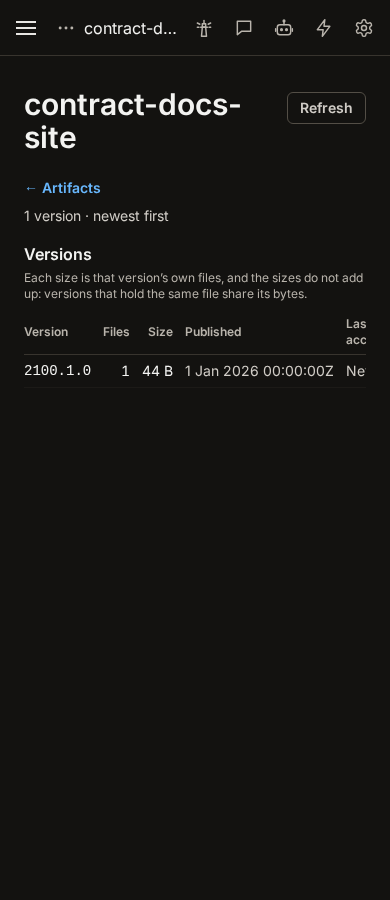 contract-d...
contract-docs-
site
Refresh
← Artifacts
1 version · newest first
Versions
Each size is that version’s own files, and the sizes do not add
up: versions that hold the same file share its bytes.
Version Files Size Published
2100.1.0 1 44 B 1 Jan 2026 00:00:00Z